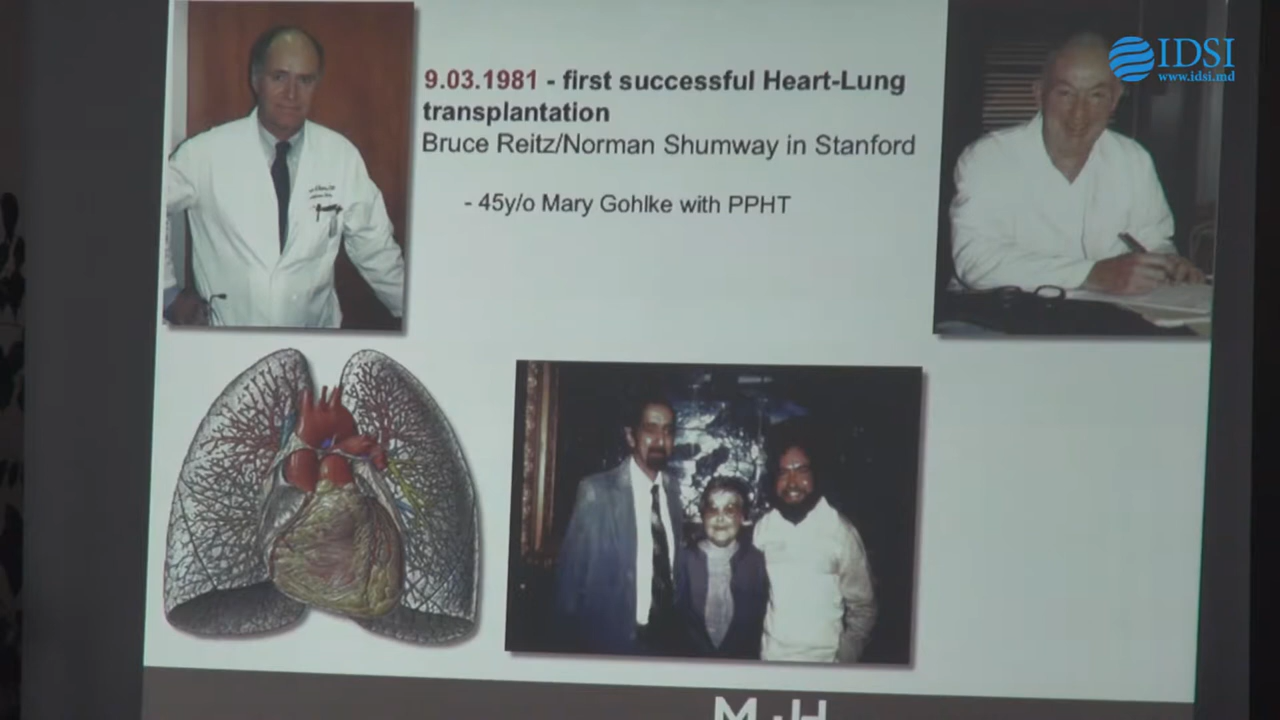 9.03.1981 - first successful Heart-Lung
transplantation
Bruce Reitz/Norman Shumway in Stanford
- 45y/o Mary Gohlke with PPHT
IDSI
www.idsi.md